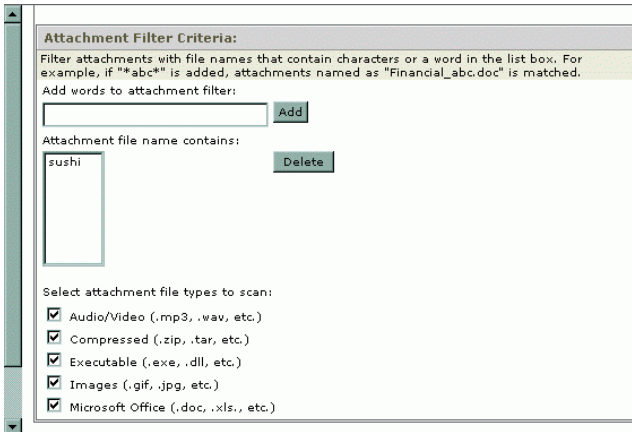 Attachment Filter Criteria:
Filter attachments with file names that contain characters or a word in the list box. For
example, if "*abc*" is added, attachments named as "Financial_abc.doc" is matched.
Add words to attachment filter:
Add
Attachment file name contains:
sushi
Delete
Select attachment file types to scan:
Audio/Video (.mp3, .wav, etc.)
Compressed (.zip, .tar, etc.)
Executable (.exe, .dll, etc.)
Images (.gif, .jpg, etc.)
Microsoft Office (.doc, .xls., etc.)